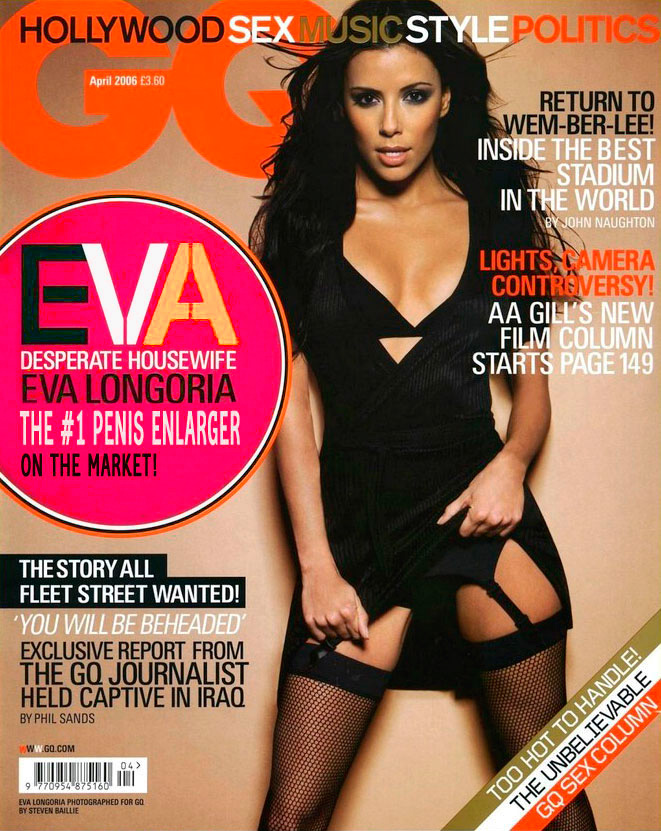 HOLLYWOOD SEX MUSIC STYLE POLITICS
GQ
April 2006 £3.60
RETURN TO
WEM-BER-LEE!
INSIDE THE BEST
STADIUM
IN THE WORLD
BY JOHN NAUGHTON
LIGHTS, CAMERA
CONTROVERSY!
AA GILL'S NEW
FILM COLUMN
STARTS PAGE 149
EVA
DESPERATE HOUSEWIFE
EVA LONGORIA
THE #1 PENIS ENLARGER
ON THE MARKET!
THE STORY ALL
FLEET STREET WANTED!
'YOU WILL BE BEHEADED'
EXCLUSIVE REPORT FROM
THE GQ JOURNALIST
HELD CAPTIVE IN IRAQ
BY PHIL SANDS
WWW.GQ.COM
04>
9 770954 875160
EVA LONGORIA PHOTOGRAPHED FOR GQ
BY STEVEN BAILLIE
TOO HOT TO HANDLE!
THE UNBELIEVABLE
GQ SEX COLUMN